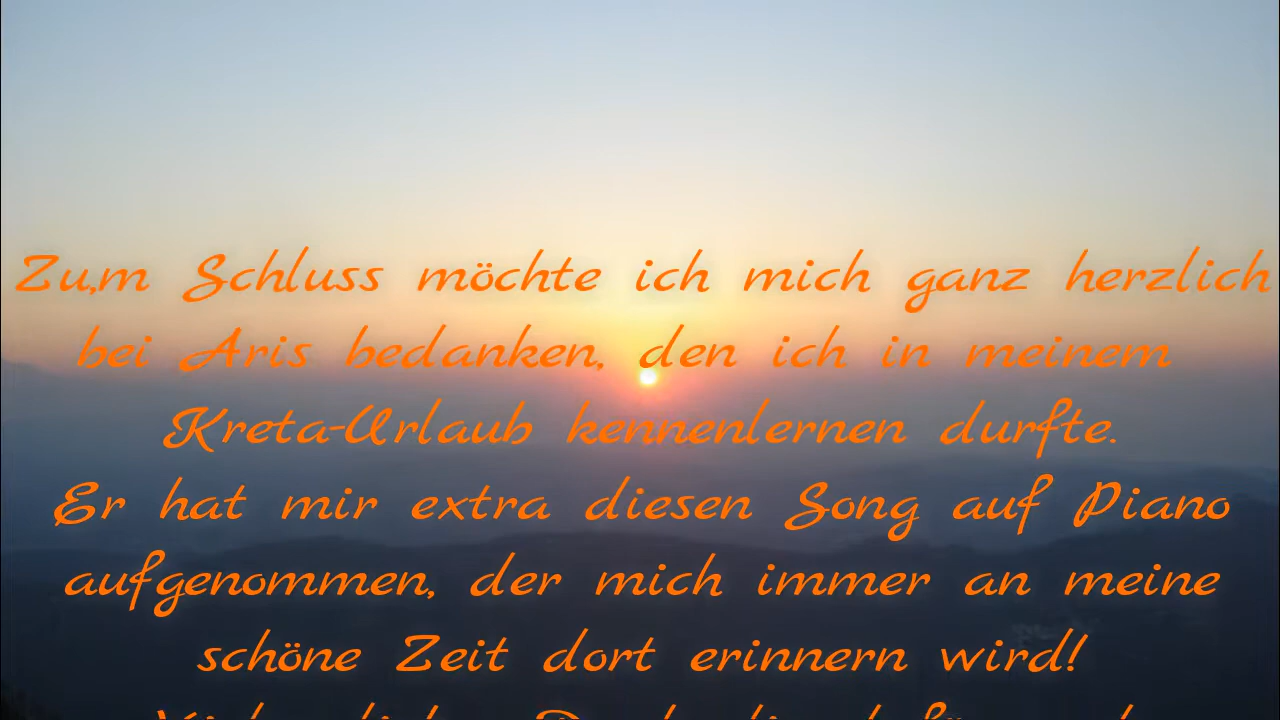 Zu,m Schluss möchte ich mich ganz herzlich
bei Aris bedanken, den ich in meinem
Kreta-Urlaub kennenlernen durfte.
Er hat mir extra diesen Song auf Piano
aufgenommen, der mich immer an meine
schöne Zeit dort erinnern wird!